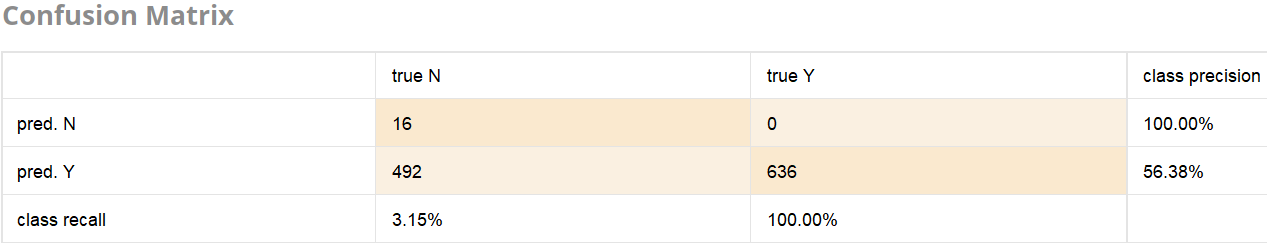 Confusion Matrix
true N true Y class precision
pred. N 16 0 100.00%
pred. Y 492 636 56.38%
class recall 3.15% 100.00%